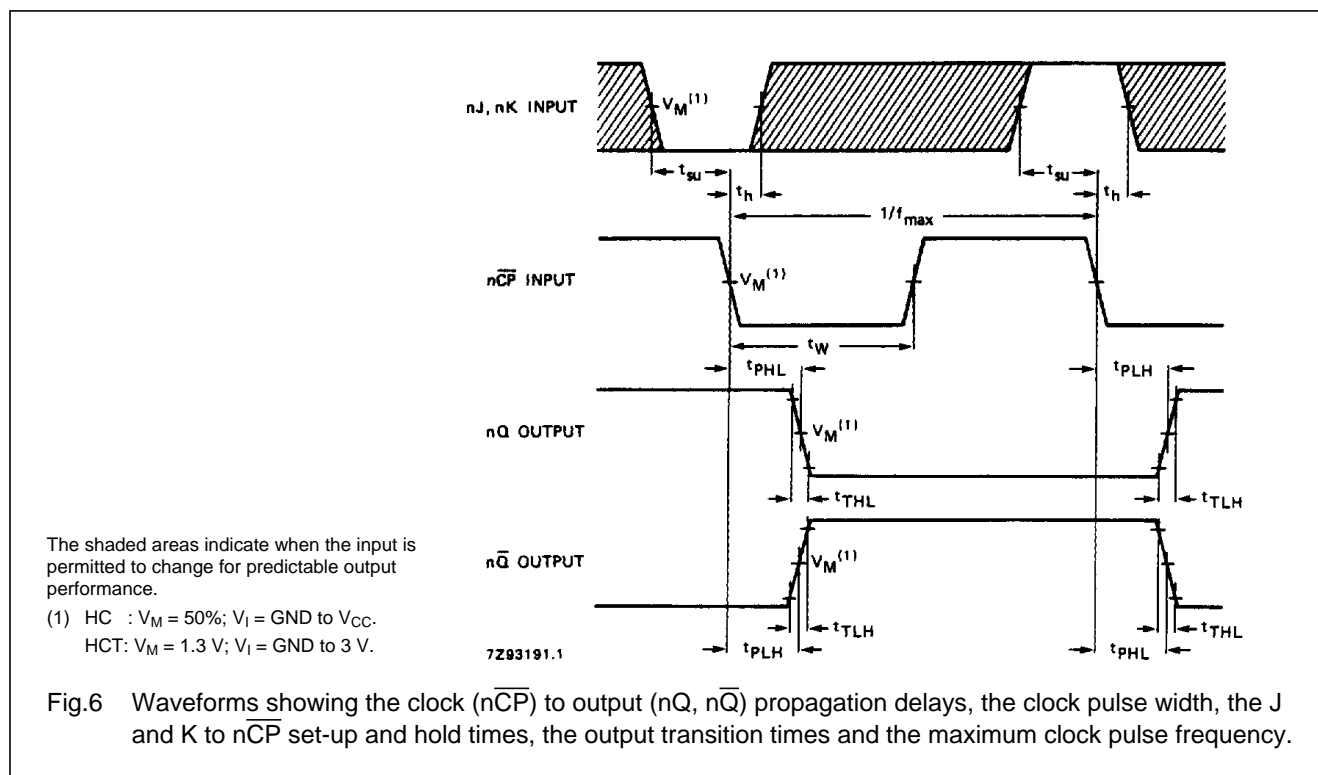 nJ, nK INPUT
V_M(1)
t_su
t_h
t_su
t_h
1/f_max
nC̅P̅ INPUT
V_M(1)
t_W
t_PHL
t_PLH
nQ OUTPUT
V_M(1)
t_THL
t_TLH
nQ̅ OUTPUT
V_M(1)
t_TLH
t_THL
t_PLH
t_PHL
7Z93191.1
The shaded areas indicate when the input is
permitted to change for predictable output
performance.
(1) HC : V_M = 50%; V_I = GND to V_CC.
HCT: V_M = 1.3 V; V_I = GND to 3 V.
Fig.6 Waveforms showing the clock (nC̅P̅) to output (nQ, nQ̅) propagation delays, the clock pulse width, the J
and K to nC̅P̅ set-up and hold times, the output transition times and the maximum clock pulse frequency.